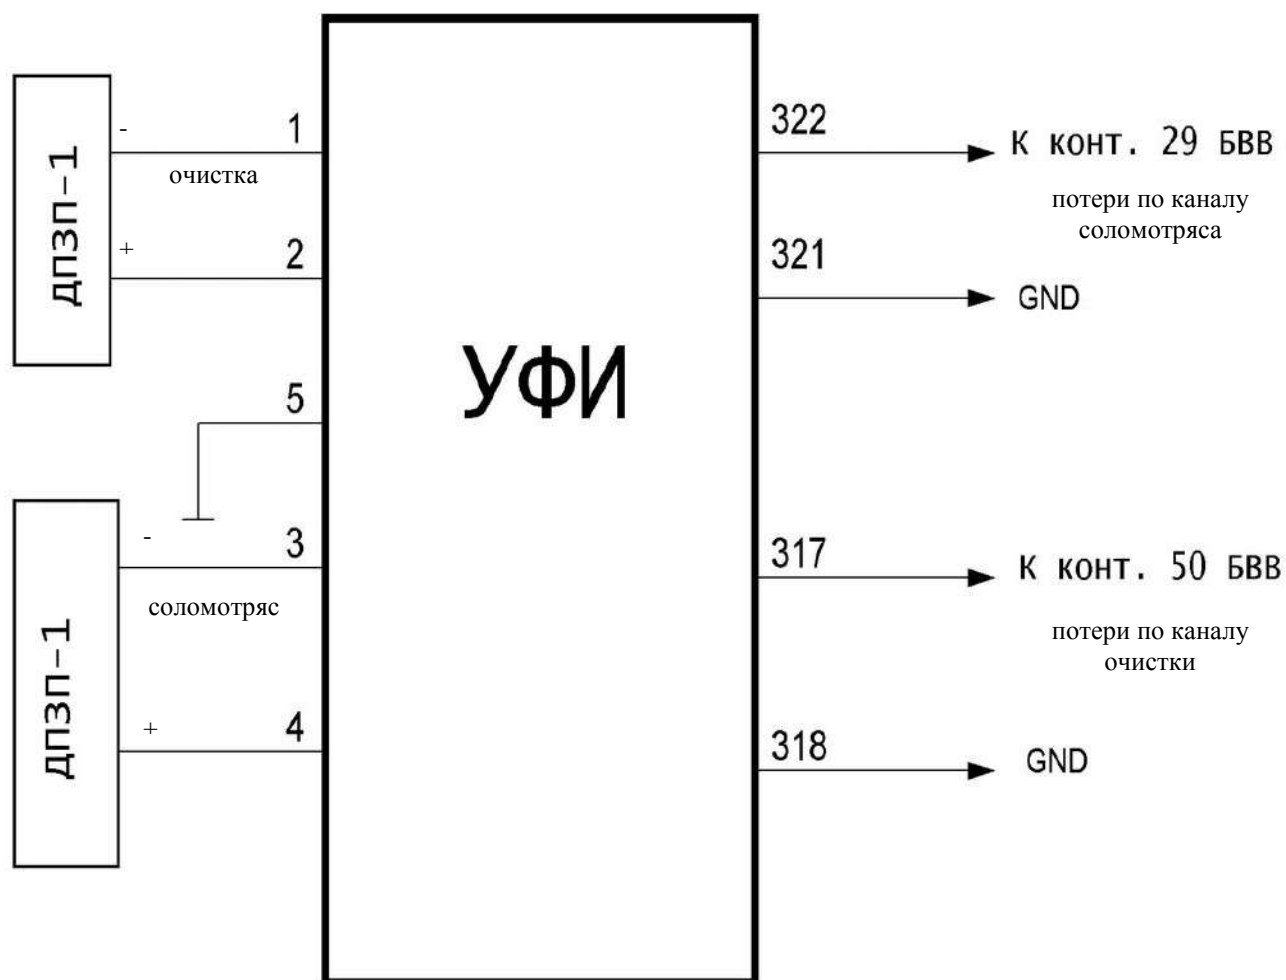 ДПЗП-1
-
1
очистка
+
2
5
ДПЗП-1
-
3
соломотряс
+
4
УФИ
322
К конт. 29 БВВ
потери по каналу
соломотряса
321
GND
317
К конт. 50 БВВ
потери по каналу
очистки
318
GND